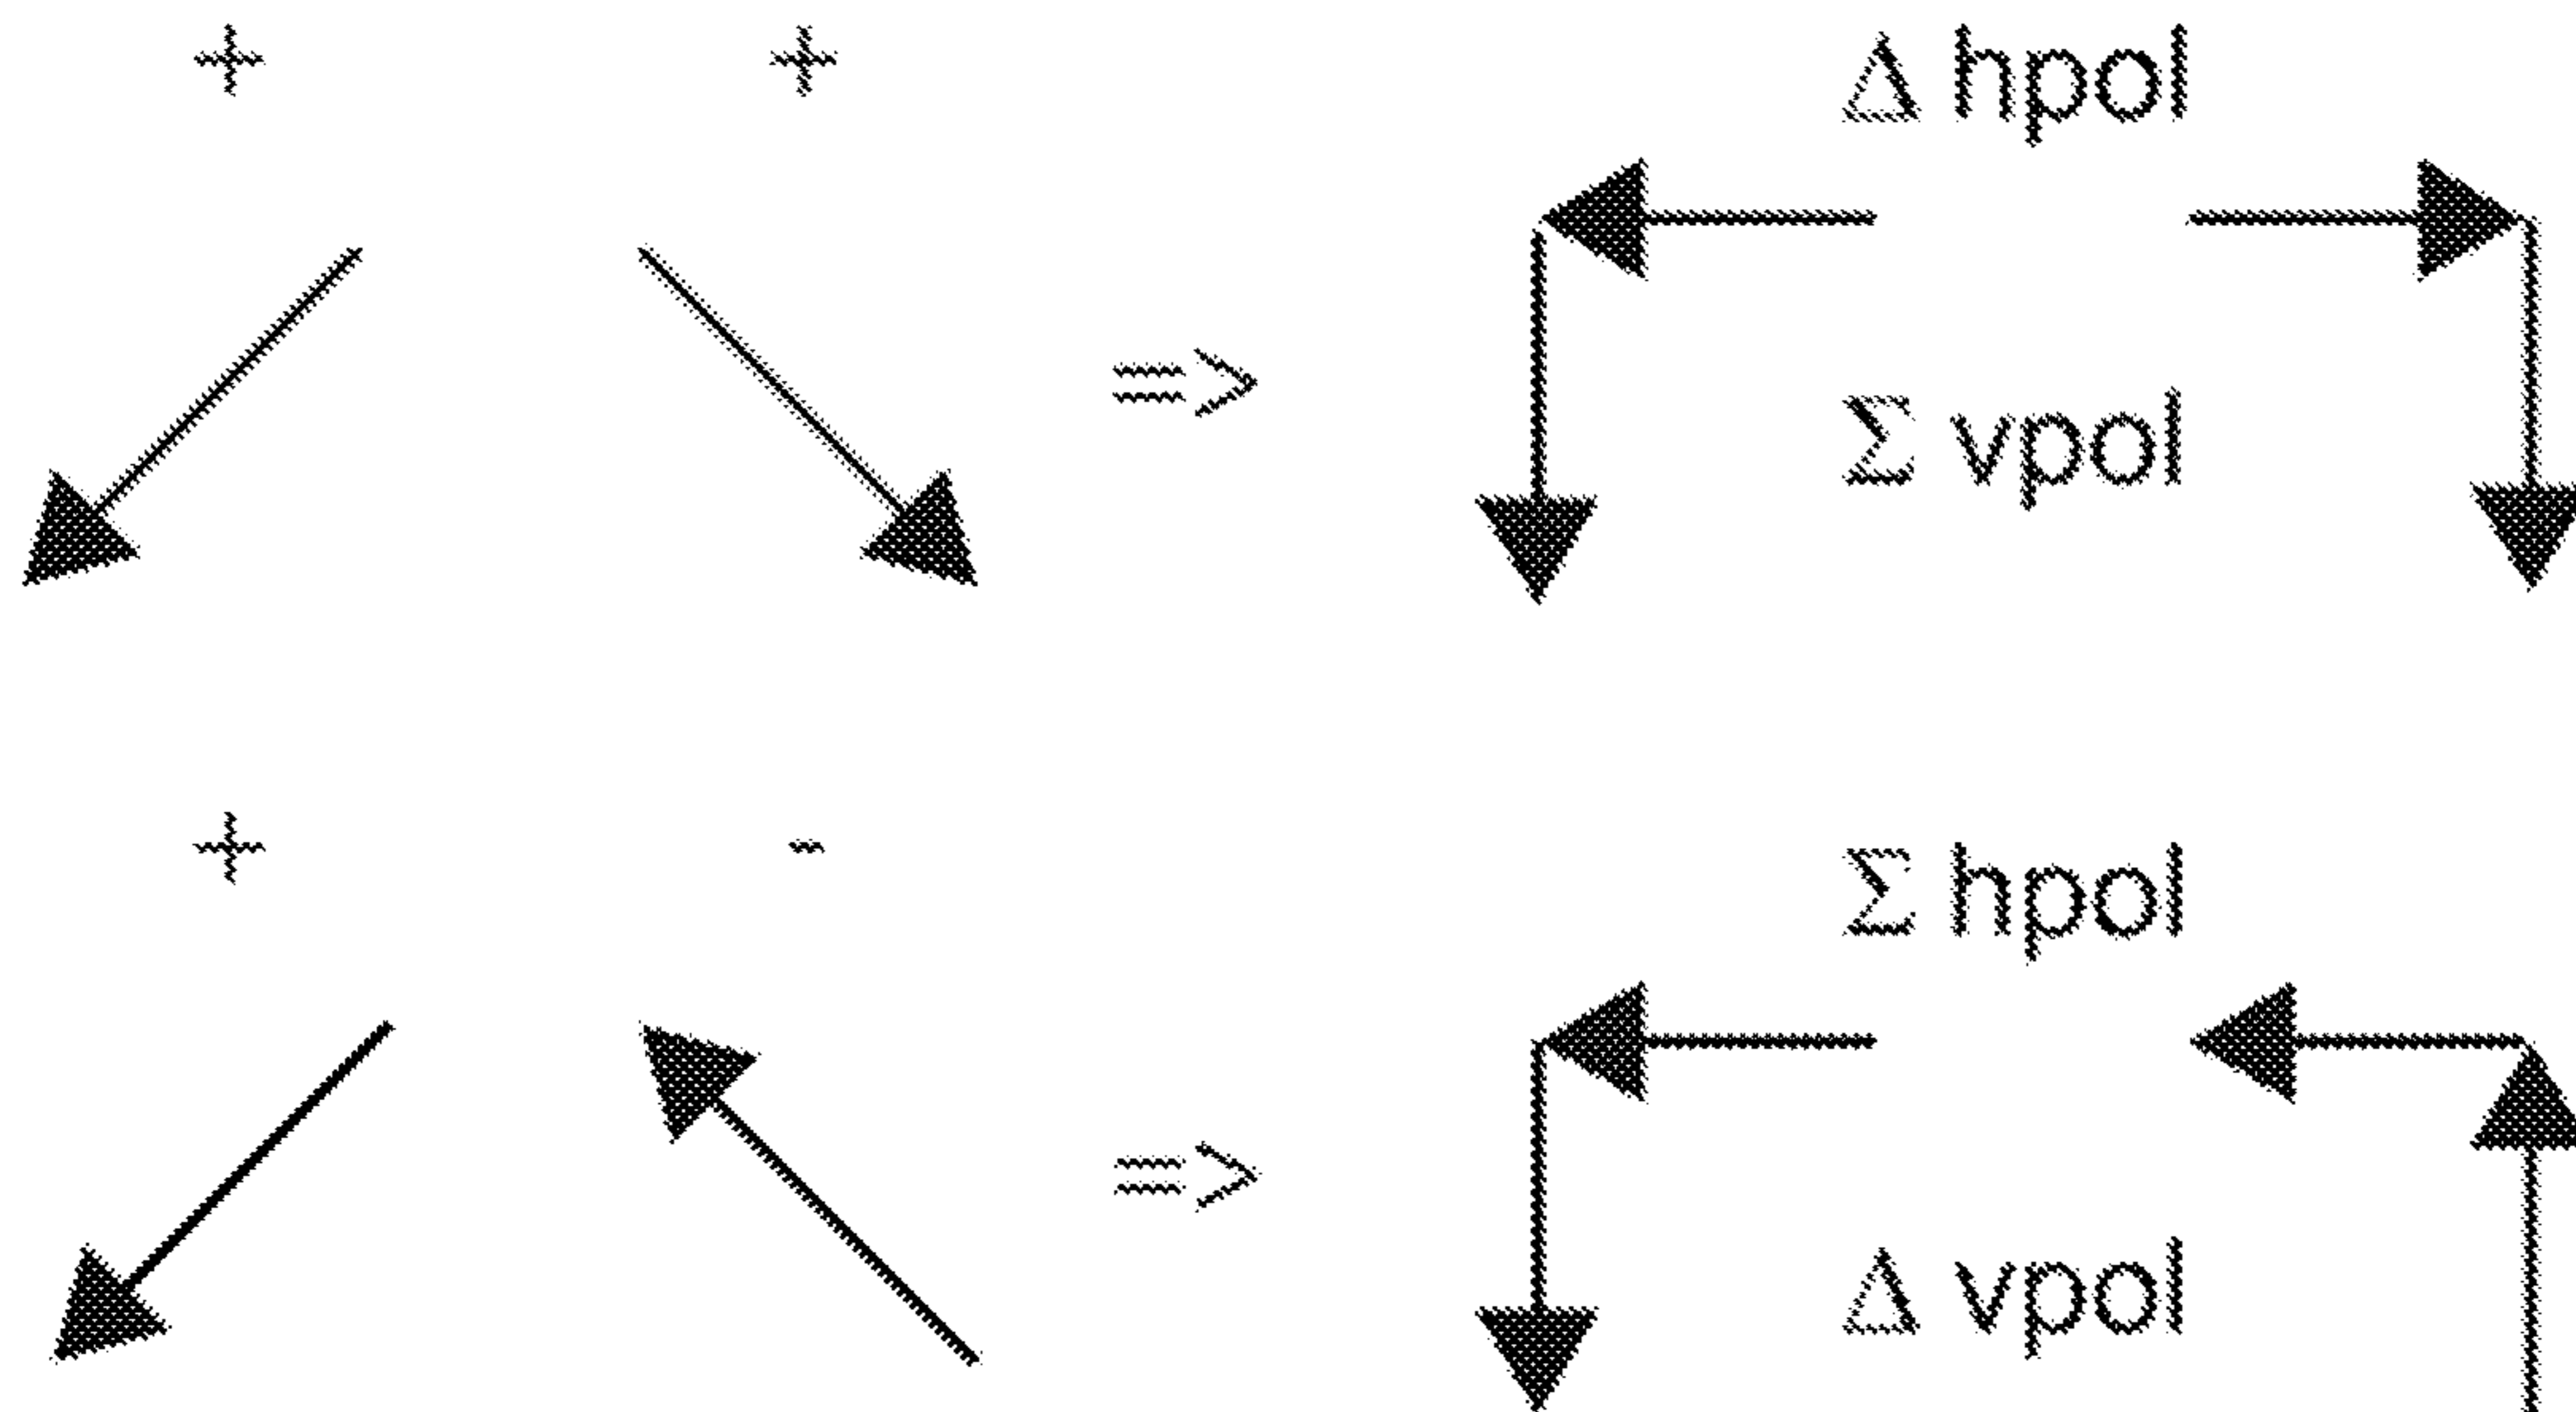 + +
Δ hpol
=>
Σ vpol
+ -
Σ hpol
=>
Δ vpol